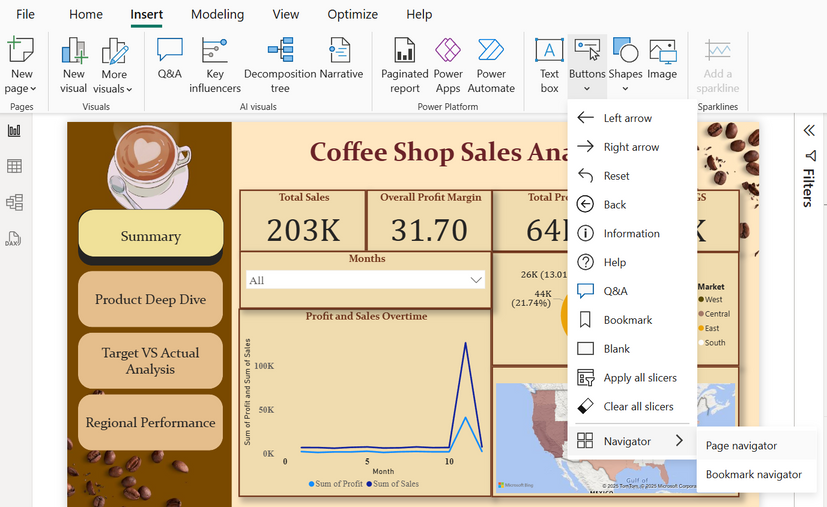 File Home Insert Modeling View Optimize Help
New page
New visual
More visuals
Q&A
Key influencers
Decomposition tree
Narrative
Paginated report
Power Apps
Power Automate
Text box
Buttons
Shapes
Image
Add a sparkline
Pages Visuals AI visuals Power Platform Sparklines
DAX
Left arrow
Right arrow
Reset
Back
Information
Help
Q&A
Bookmark
Blank
Apply all slicers
Clear all slicers
Navigator
Page navigator
Bookmark navigator
Filters
Coffee Shop Sales
Summary
Product Deep Dive
Target VS Actual
Analysis
Regional Performance
Total Sales
203K
Overall Profit Margin
31.70
Total
Months
All
Profit and Sales Overtime
Sum of Profit and Sum of Sales
100K
50K
0K
0 5 10
Month
Sum of Profit Sum of Sales
26K
44K
(21.74%)
Market
West
Central
East
South
Microsoft Bing
Gulf of
© 2025 TomTom, © 2025 Microsoft